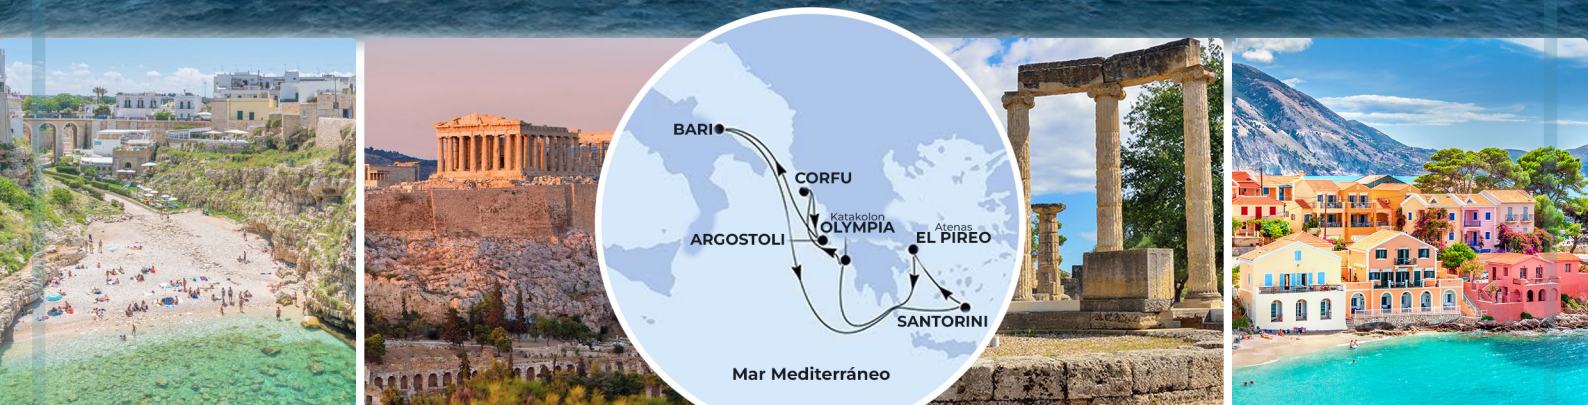 BARI
CORFU
Katakolon
OLYMPIA
Atenas
EL PIREO
ARGOSTOLI
SANTORINI
Mar Mediterráneo